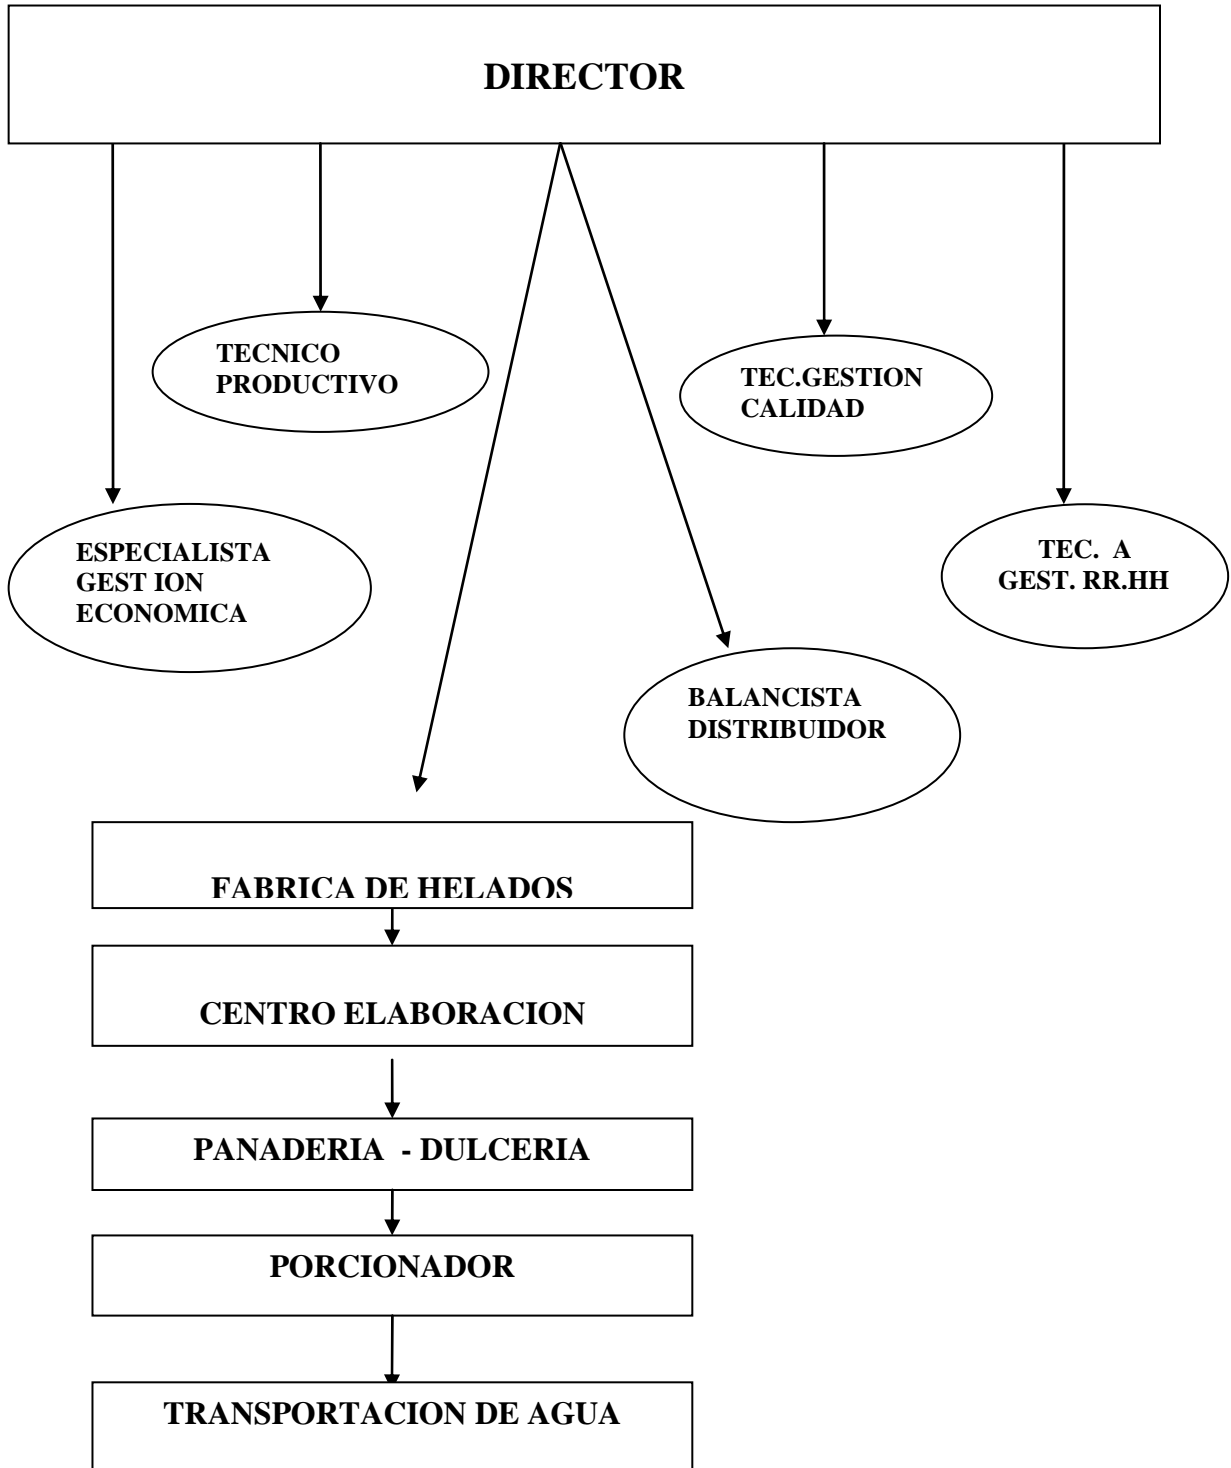 DIRECTOR
TECNICO
PRODUCTIVO
TEC.GESTION
CALIDAD
ESPECIALISTA
GEST ION
ECONOMICA
TEC. A
GEST. RR.HH
BALANCISTA
DISTRIBUIDOR
FABRICA DE HELADOS
CENTRO ELABORACION
PANADERIA - DULCERIA
PORCIONADOR
TRANSPORTACION DE AGUA